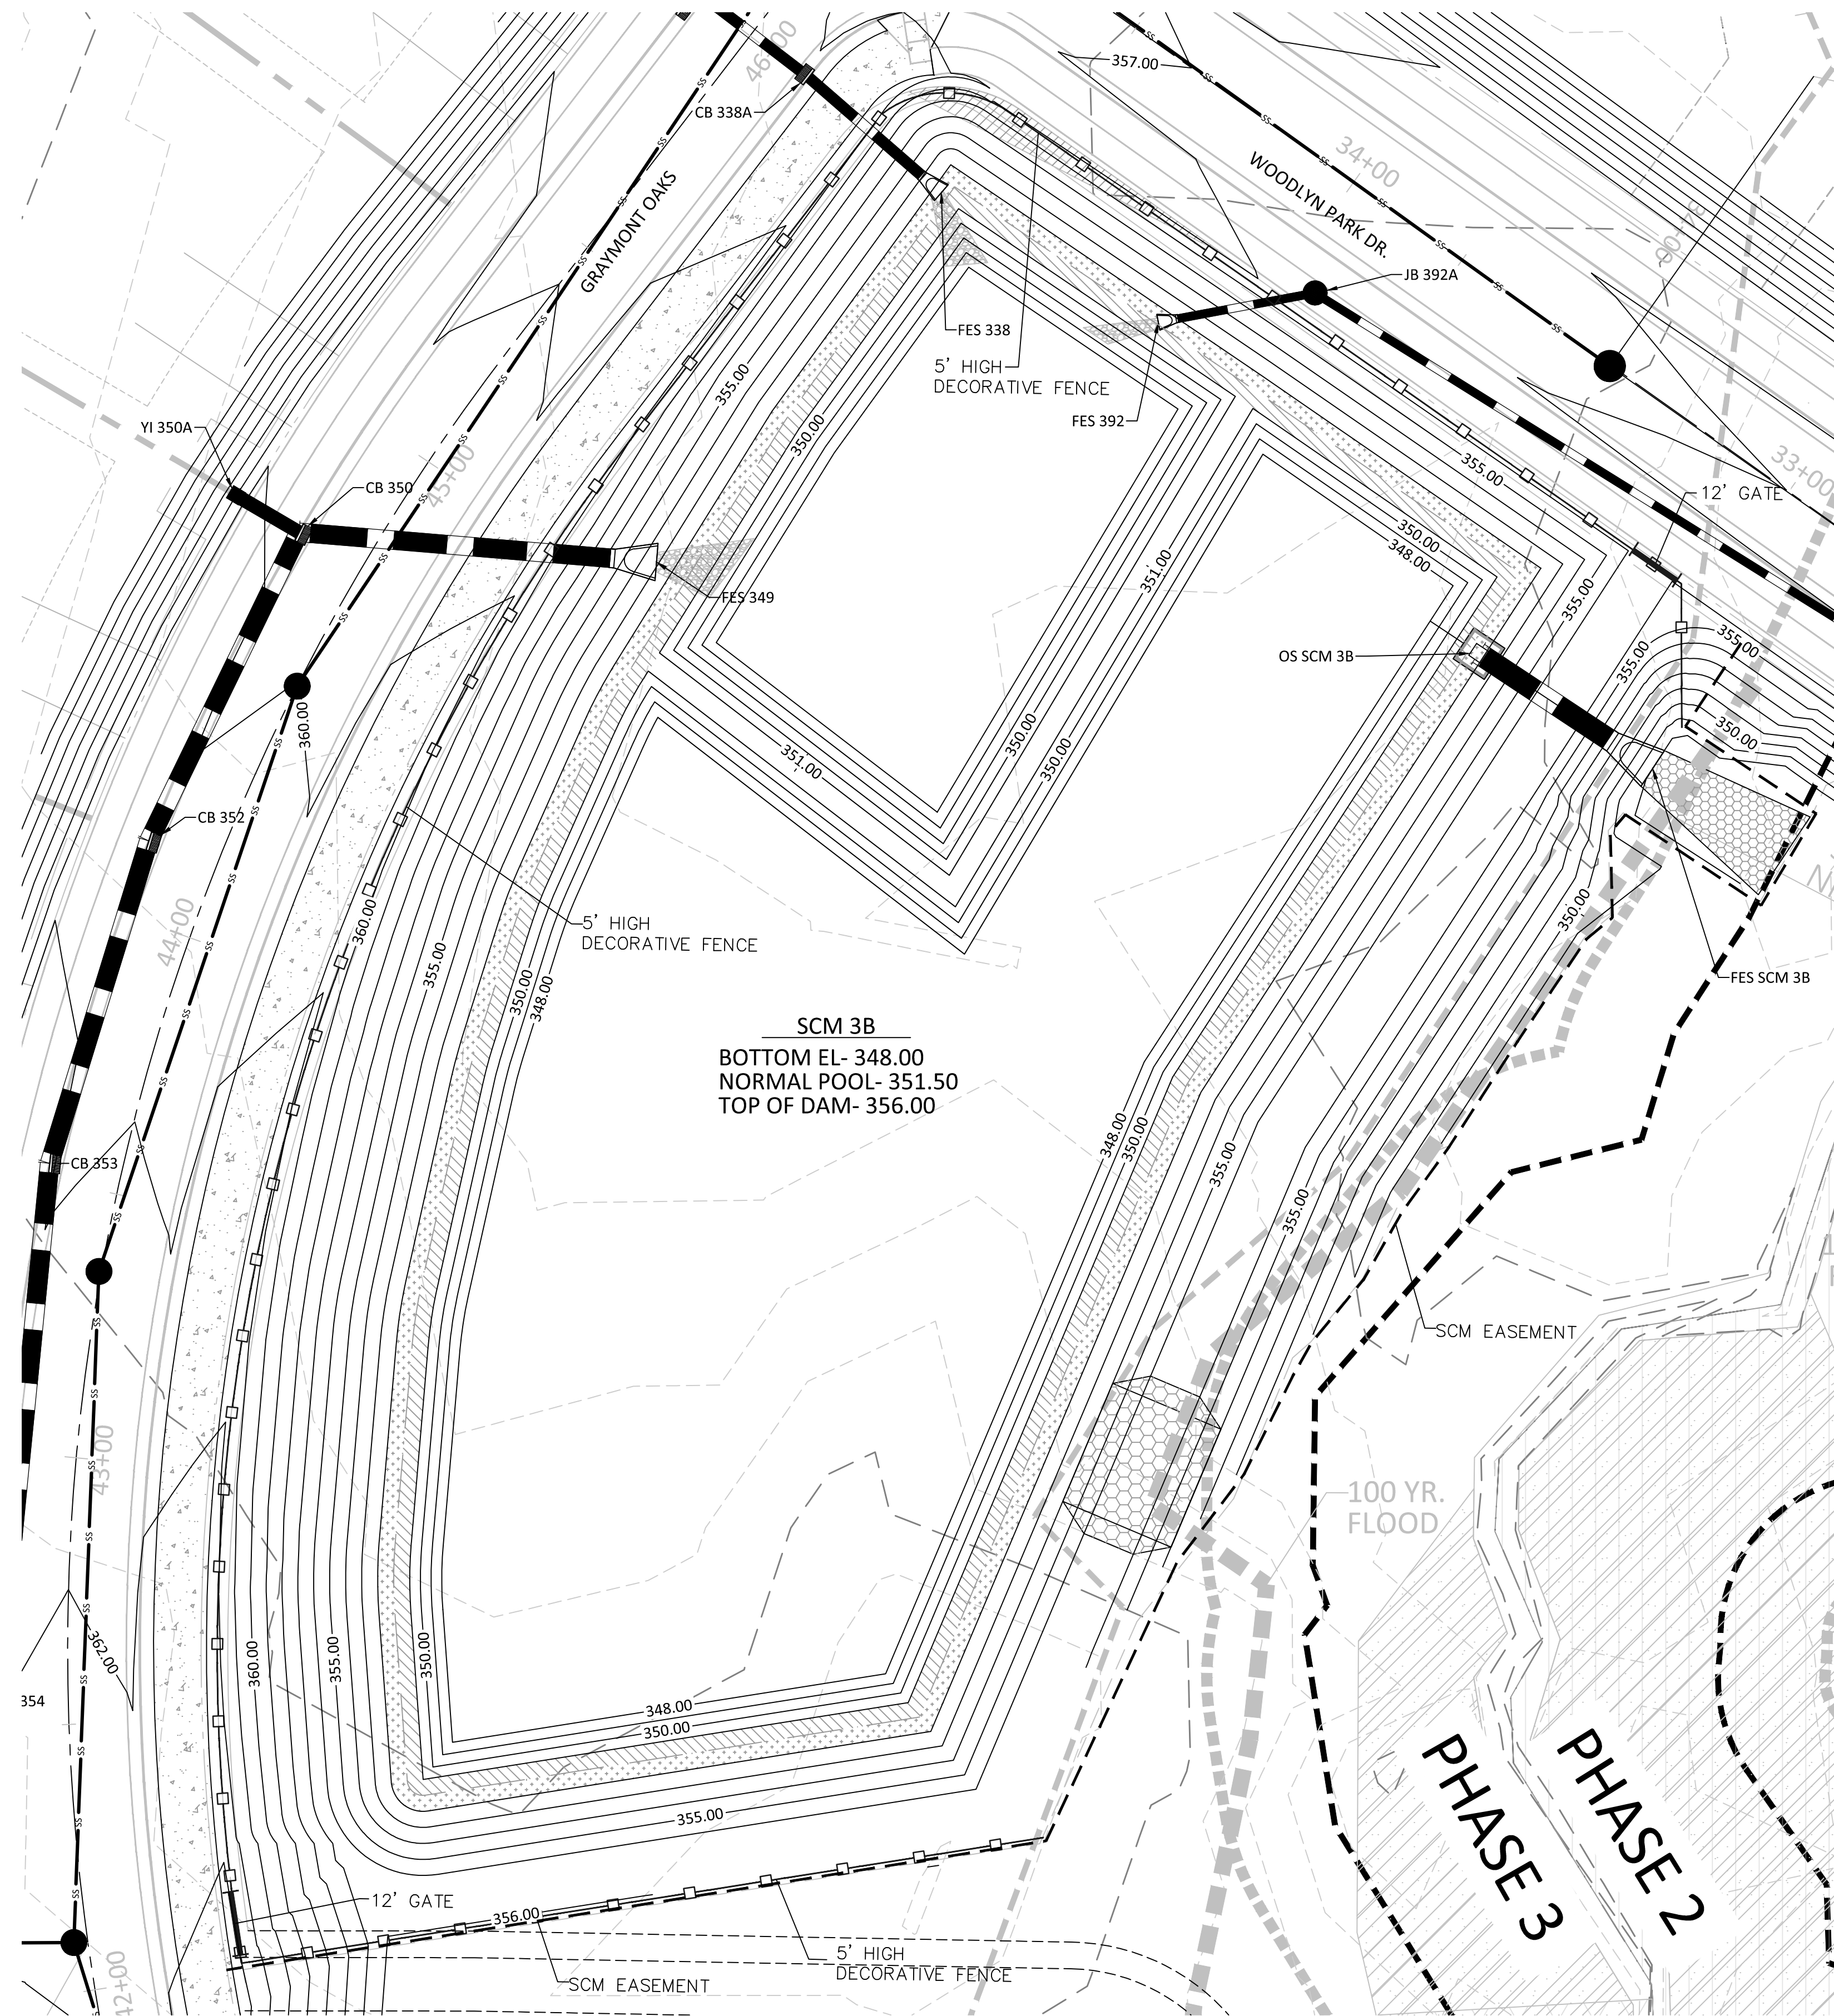 46+00
357.00
CB 338A
34+00
WOODLYN PARK DR.
GRAYMONT OAKS
34+00
JB 392A
FES 338
5' HIGH
DECORATIVE FENCE
355.00
FES 392
YI 350A
350.00
33+00
355.00
CB 350
45+00
12' GATE
350.00
348.00
351.00
FES 349
355.00
355.00
355.00
OS SCM 3B
360.00
350.00
350.00
350.00
351.00
CB 352
360.00
350.00
44+00
5' HIGH
DECORATIVE FENCE
355.00
350.00
348.00
FES SCM 3B
SCM 3B
BOTTOM EL- 348.00
NORMAL POOL- 351.50
TOP OF DAM- 356.00
348.00
350.00
355.00
CB 353
355.00
SCM EASEMENT
43+00
100 YR.
FLOOD
362.00
360.00
355.00
350.00
354
348.00
350.00
PHASE 3
PHASE 2
355.00
12' GATE
356.00
5' HIGH
DECORATIVE FENCE
SCM EASEMENT
42+00
SS